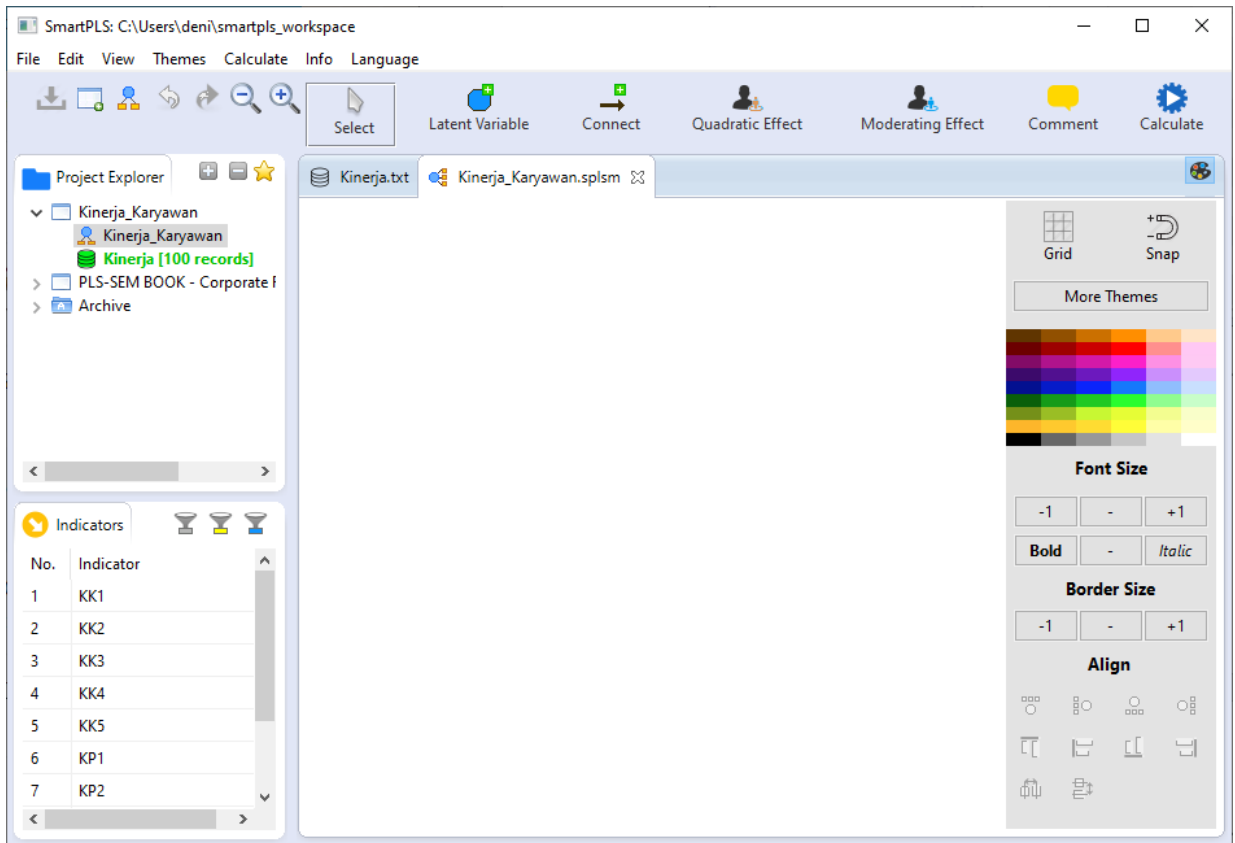 SmartPLS: C:\Users\deni\smartpls_workspace
File Edit View Themes Calculate Info Language
Select Latent Variable Connect Quadratic Effect Moderating Effect Comment Calculate
Project Explorer
Kinerja_Karyawan
Kinerja_Karyawan
Kinerja [100 records]
PLS-SEM BOOK - Corporate
Archive
Indicators
No. Indicator
1 KK1
2 KK2
3 KK3
4 KK4
5 KK5
6 KP1
7 KP2
Kinerja.txt Kinerja_Karyawan.splsm
Grid Snap
More Themes
Font Size
-1 - +1
Bold - Italic
Border Size
-1 - +1
Align